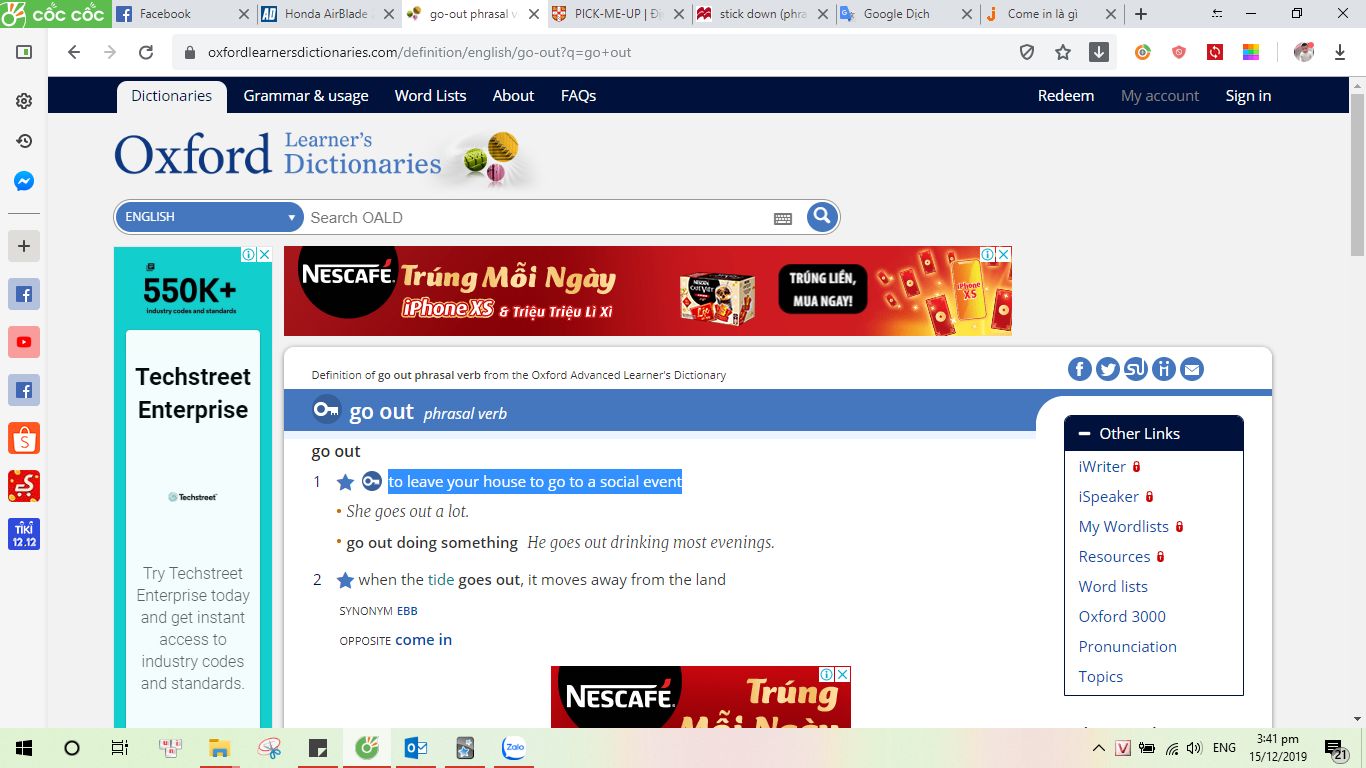 cốc cốc
Facebook
Honda AirBlade
go-out phrasal v
PICK-ME-UP | Đị
stick down (phra
Google Dịch
Come in là gì
oxfordlearnersdictionaries.com/definition/english/go-out?q=go+out
Dictionaries Grammar & usage Word Lists About FAQs Redeem My account Sign in
Oxford Learner's Dictionaries
ENGLISH Search OALD
550K+
industry codes and standards
Techstreet
Enterprise
Techstreet
Try Techstreet
Enterprise today
and get instant
access to
industry codes
and standards.
NESCAFÉ. Trúng Mỗi Ngày
iPhone XS & Triệu Triệu Lì Xì
TRÚNG LIỀN,
MUA NGAY!
iPhone
XS
Definition of go out phrasal verb from the Oxford Advanced Learner's Dictionary
go out phrasal verb
go out
1 to leave your house to go to a social event
• She goes out a lot.
• go out doing something He goes out drinking most evenings.
2 when the tide goes out, it moves away from the land
SYNONYM EBB
OPPOSITE come in
NESCAFÉ. Trúng
Mỗi Ngày
Other Links
iWriter
iSpeaker
My Wordlists
Resources
Word lists
Oxford 3000
Pronunciation
Topics
TIKI
12.12
Zalo
V
ENG
3:41 pm
15/12/2019
21